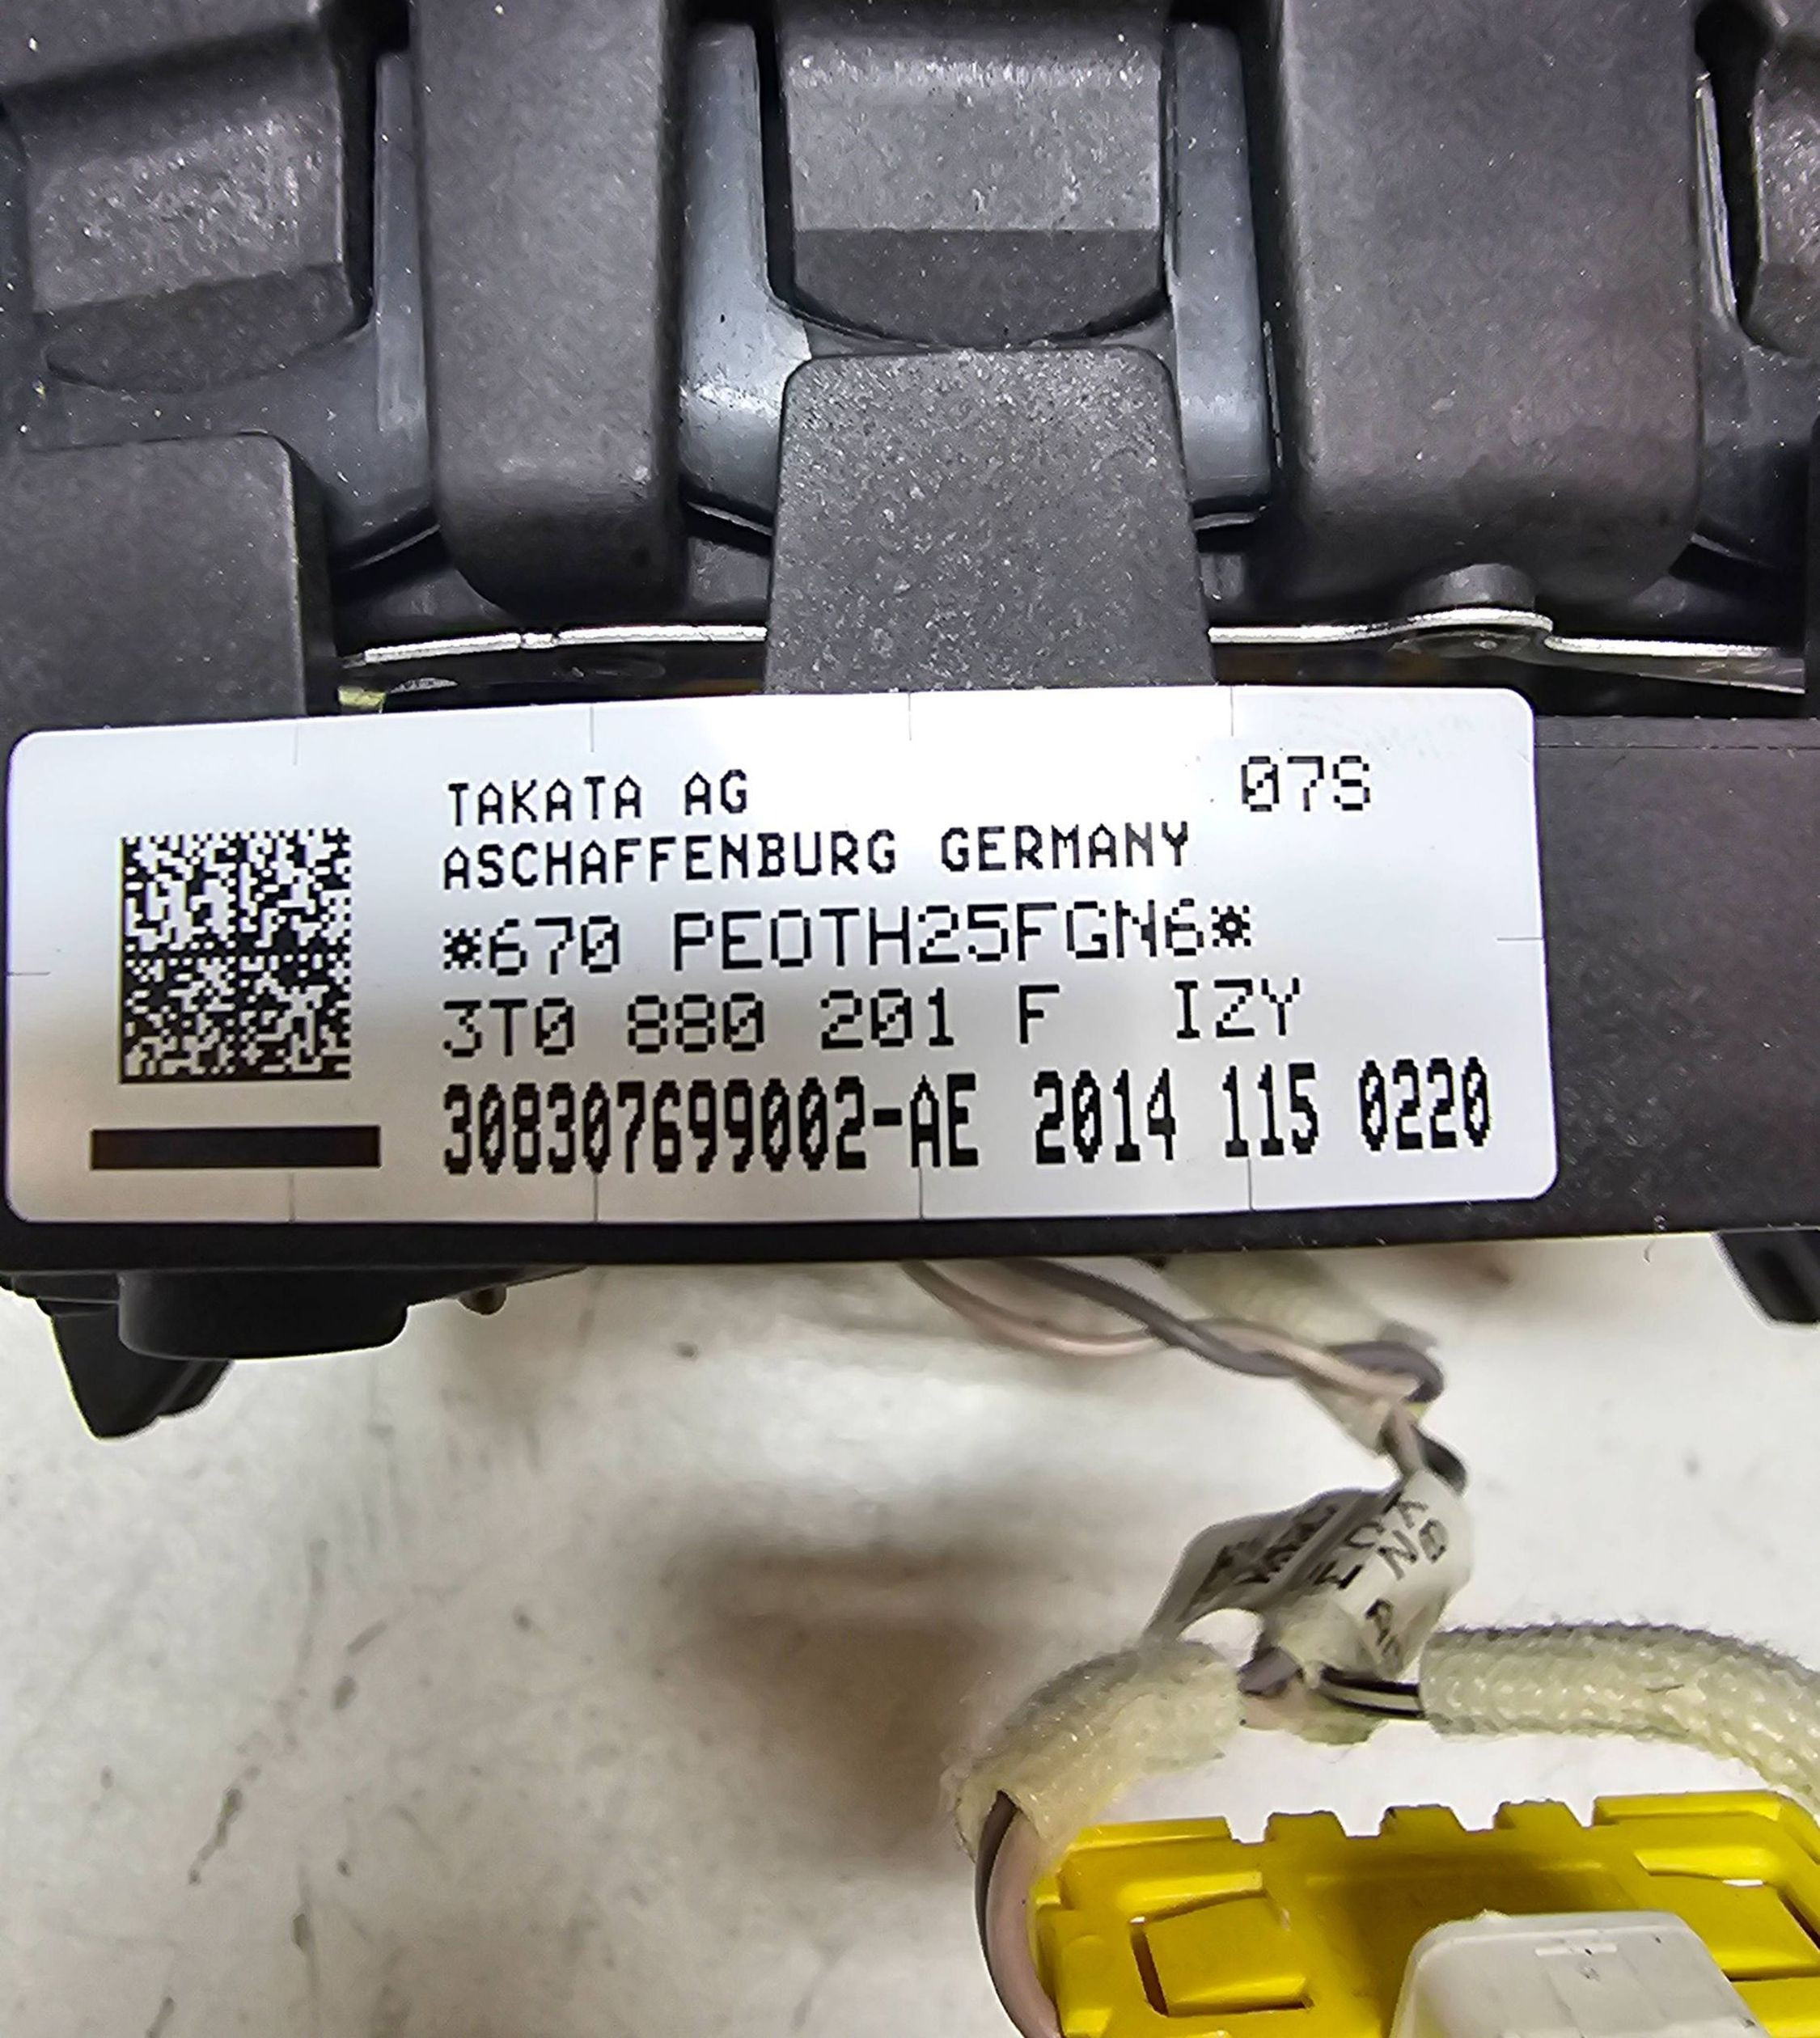 TAKATA AG 07S
ASCHAFFENBURG GERMANY
*670 PEOTH25FGN6*
3T0 880 201 F IZY
308307699002-AE 2014 115 0220